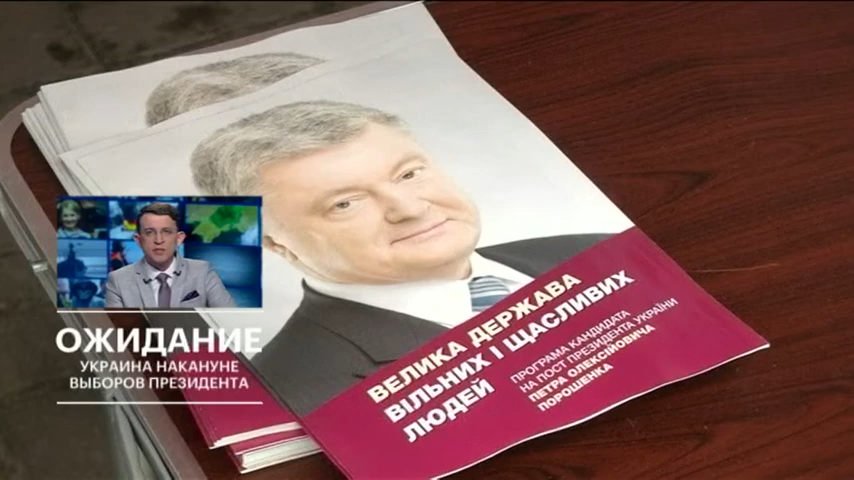 ОЖИДАНИЕ
УКРАИНА НАКАНУНЕ
ВЫБОРОВ ПРЕЗИДЕНТА
ВЕЛИКА ДЕРЖАВА
ВІЛЬНИХ І ЩАСЛИВИХ
ЛЮДЕЙ
ПРОГРАМА КАНДИДАТА
НА ПОСТ ПРЕЗИДЕНТА УКРАЇНИ
ПЕТРА ОЛЕКСІЙОВИЧА
ПОРОШЕНКА